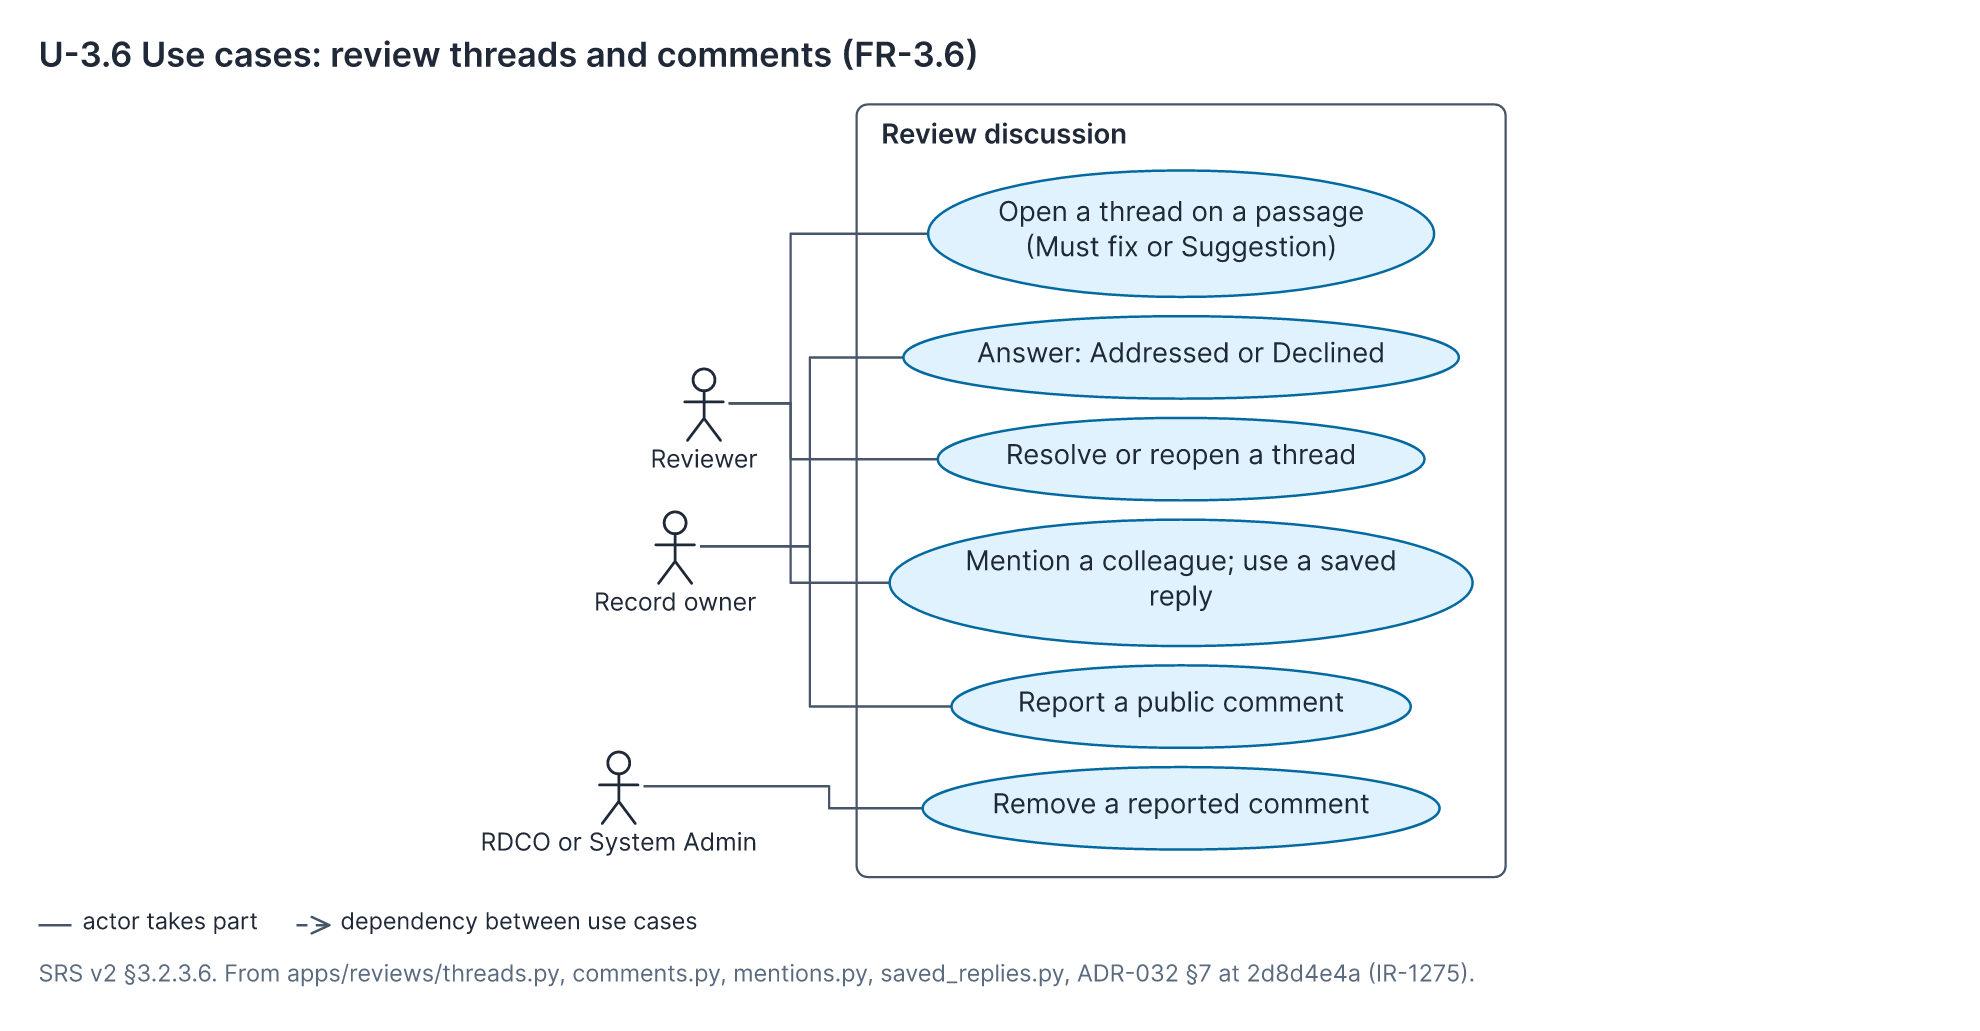 U-3.6 Use cases: review threads and comments (FR-3.6)
Review discussion
Open a thread on a passage
(Must fix or Suggestion)
Answer: Addressed or Declined
Reviewer
Resolve or reopen a thread
Record owner
Mention a colleague; use a saved
reply
Report a public comment
RDCO or System Admin
Remove a reported comment
actor takes part
dependency between use cases
SRS v2 §3.2.3.6. From apps/reviews/threads.py, comments.py, mentions.py, saved_replies.py, ADR-032 §7 at 2d8d4e4a (IR-1275).